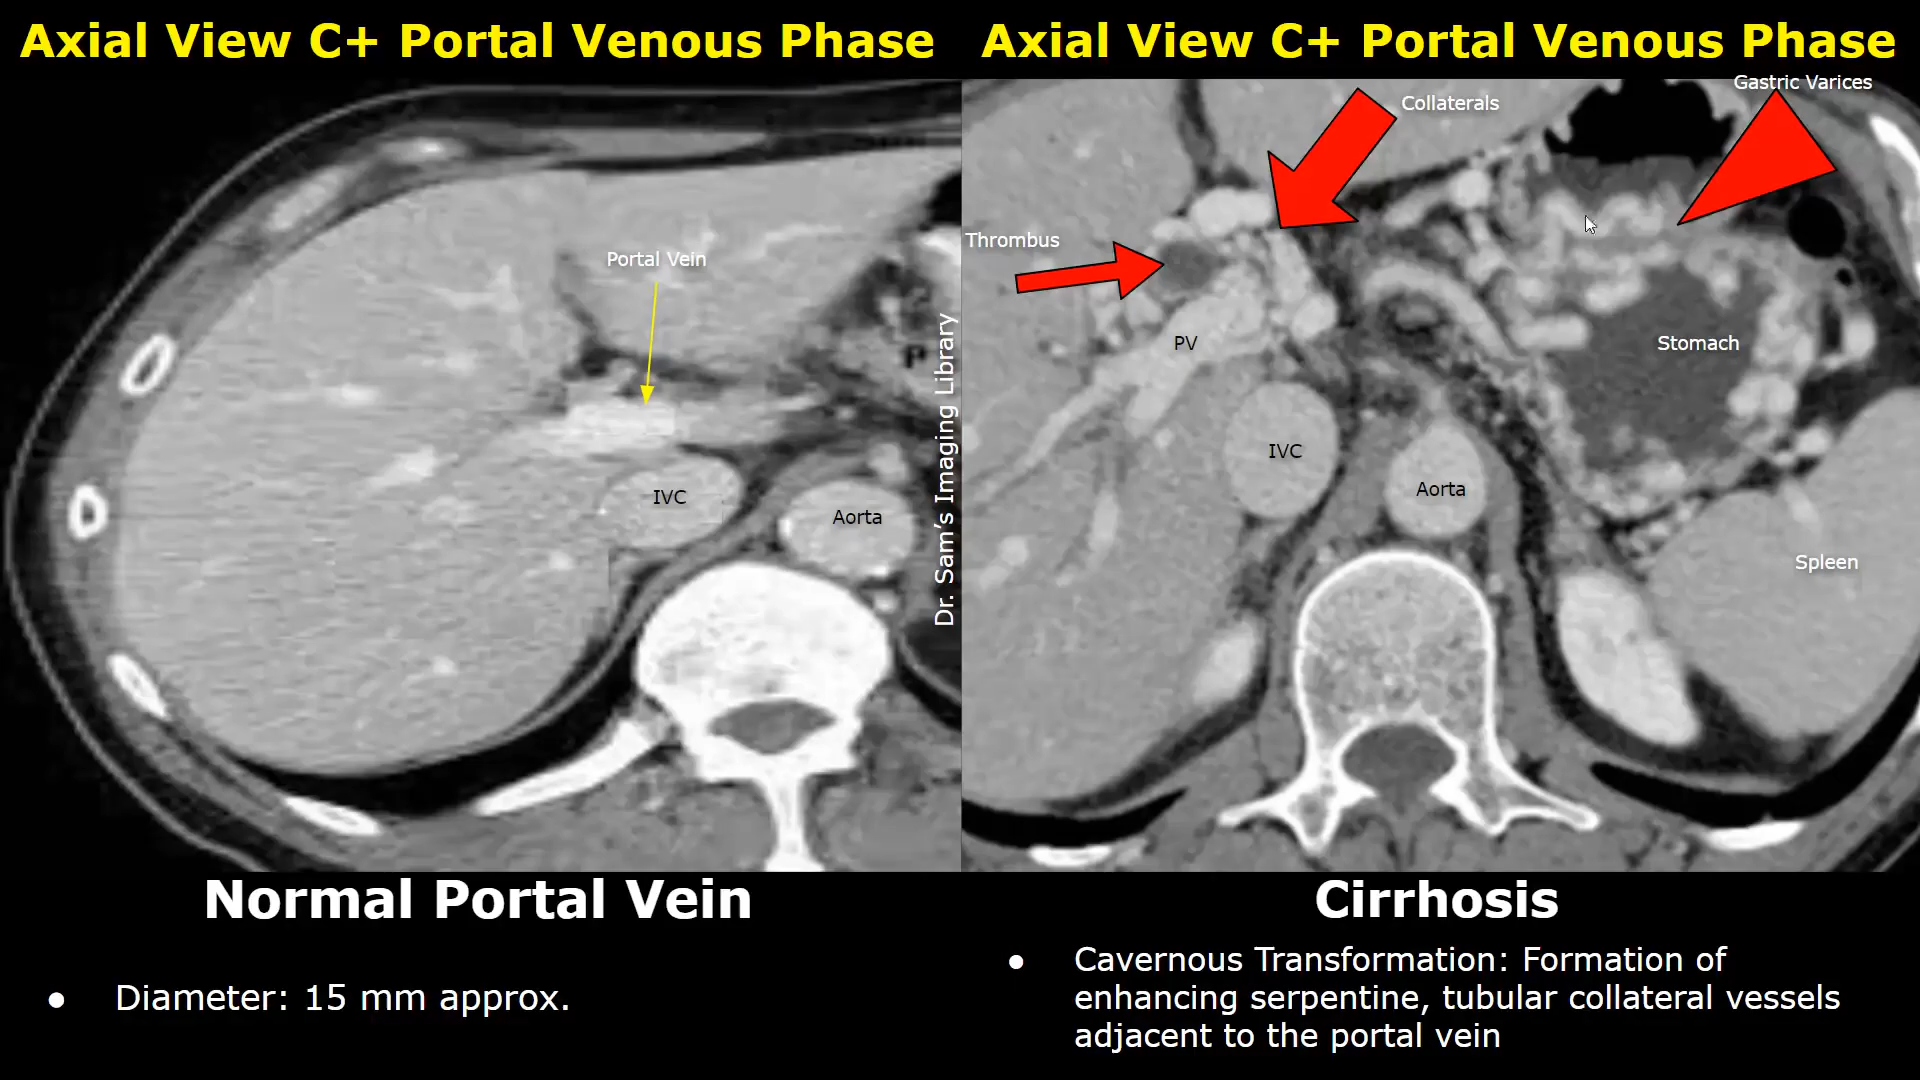 Axial View C+ Portal Venous Phase
Portal Vein
IVC
Aorta
P
Dr. Sam's Imaging Library
Normal Portal Vein
● Diameter: 15 mm approx.
Axial View C+ Portal Venous Phase
Gastric Varices
Collaterals
Thrombus
PV
Stomach
IVC
Aorta
Spleen
Cirrhosis
● Cavernous Transformation: Formation of
enhancing serpentine, tubular collateral vessels
adjacent to the portal vein